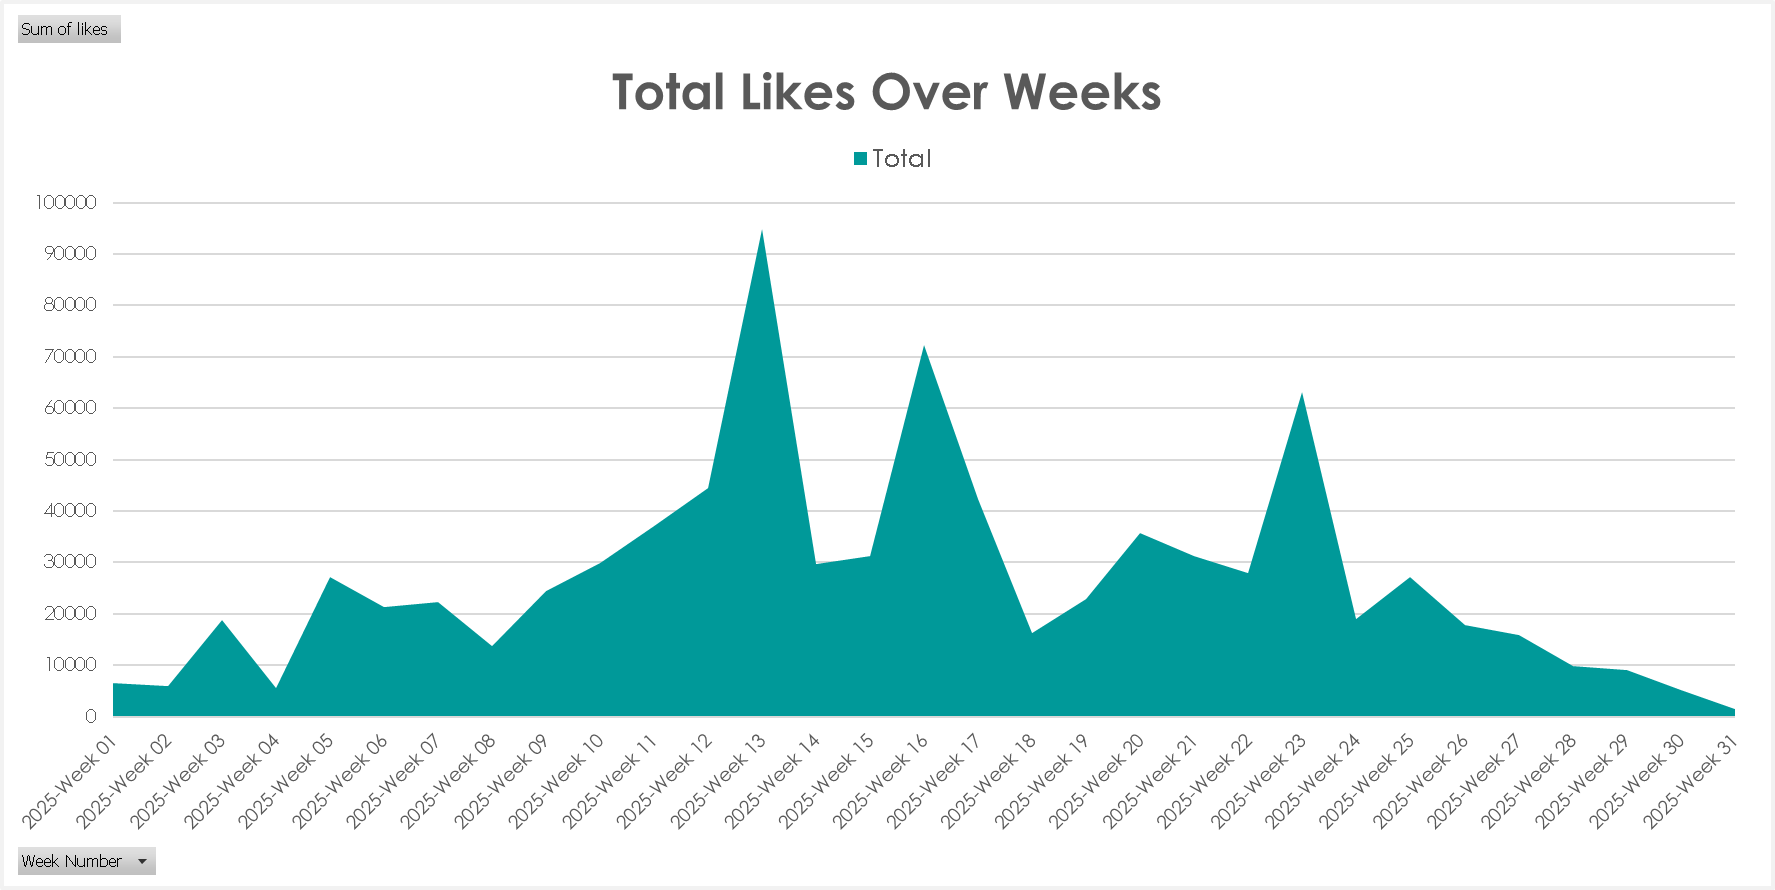 Sum of likes
Total Likes Over Weeks
Total
100000
90000
80000
70000
60000
50000
40000
30000
20000
10000
0
2025-Week 01
2025-Week 02
2025-Week 03
2025-Week 04
2025-Week 05
2025-Week 06
2025-Week 07
2025-Week 08
2025-Week 09
2025-Week 10
2025-Week 11
2025-Week 12
2025-Week 13
2025-Week 14
2025-Week 15
2025-Week 16
2025-Week 17
2025-Week 18
2025-Week 19
2025-Week 20
2025-Week 21
2025-Week 22
2025-Week 23
2025-Week 24
2025-Week 25
2025-Week 26
2025-Week 27
2025-Week 28
2025-Week 29
2025-Week 30
2025-Week 31
Week Number